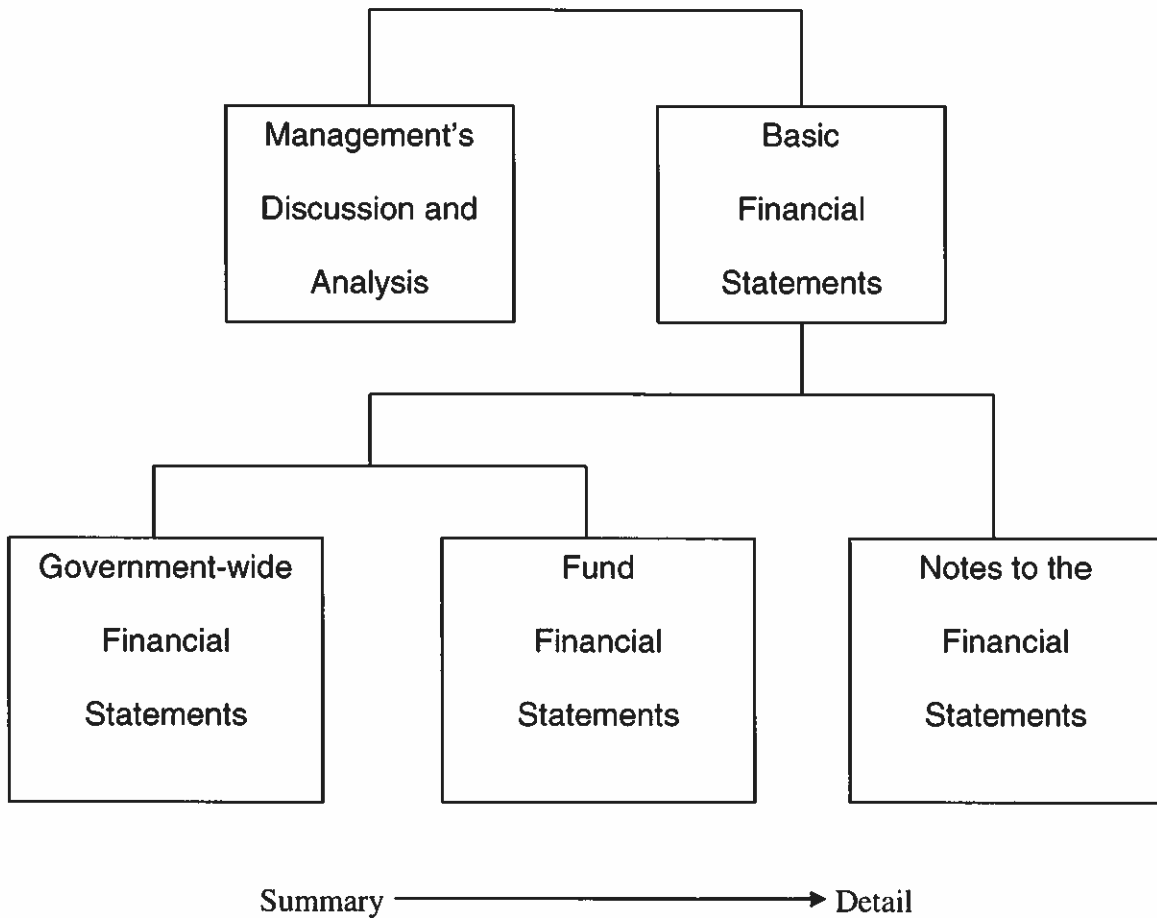 Management's
Discussion and
Analysis
Basic
Financial
Statements
Government-wide
Financial
Statements
Fund
Financial
Statements
Notes to the
Financial
Statements
Summary Detail